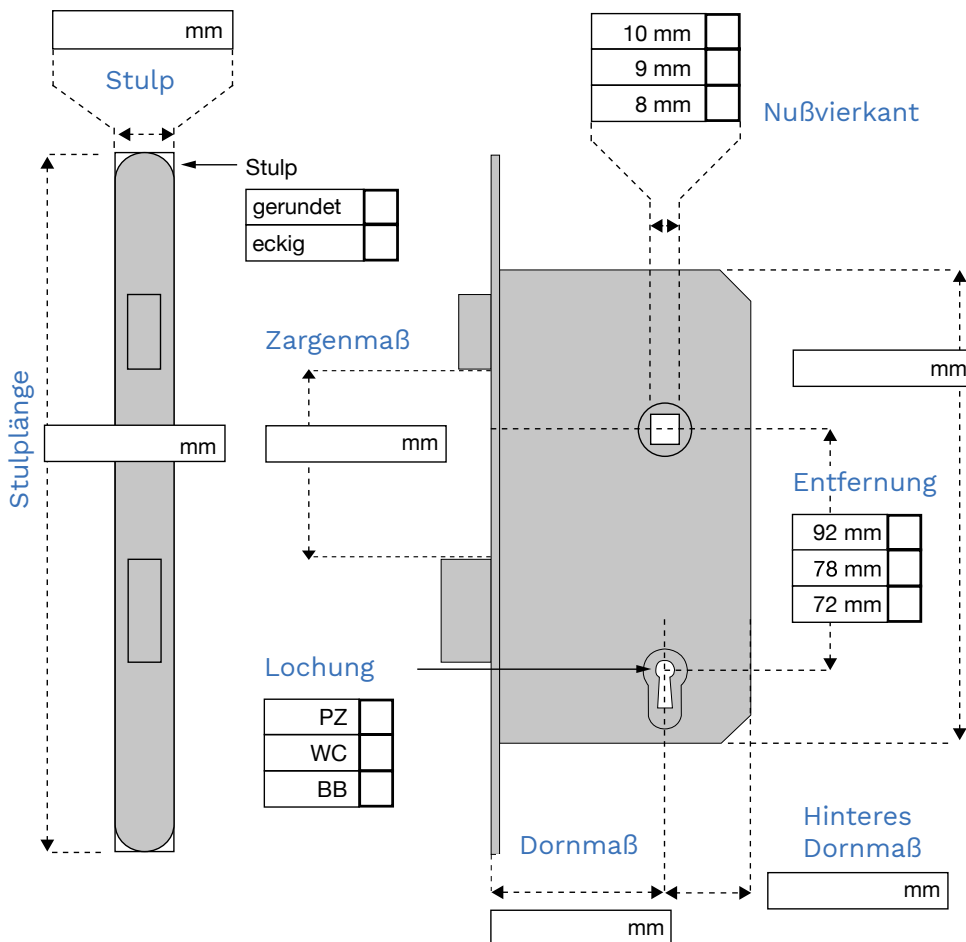 mm
Stulp
10 mm
9 mm
8 mm
Nußvierkant
Stulp
gerundet
eckig
Zargenmaß
mm
Stulplänge
mm
mm
Entfernung
92 mm
78 mm
72 mm
Lochung
PZ
WC
BB
Dornmaß
Hinteres
Dornmaß
mm
mm